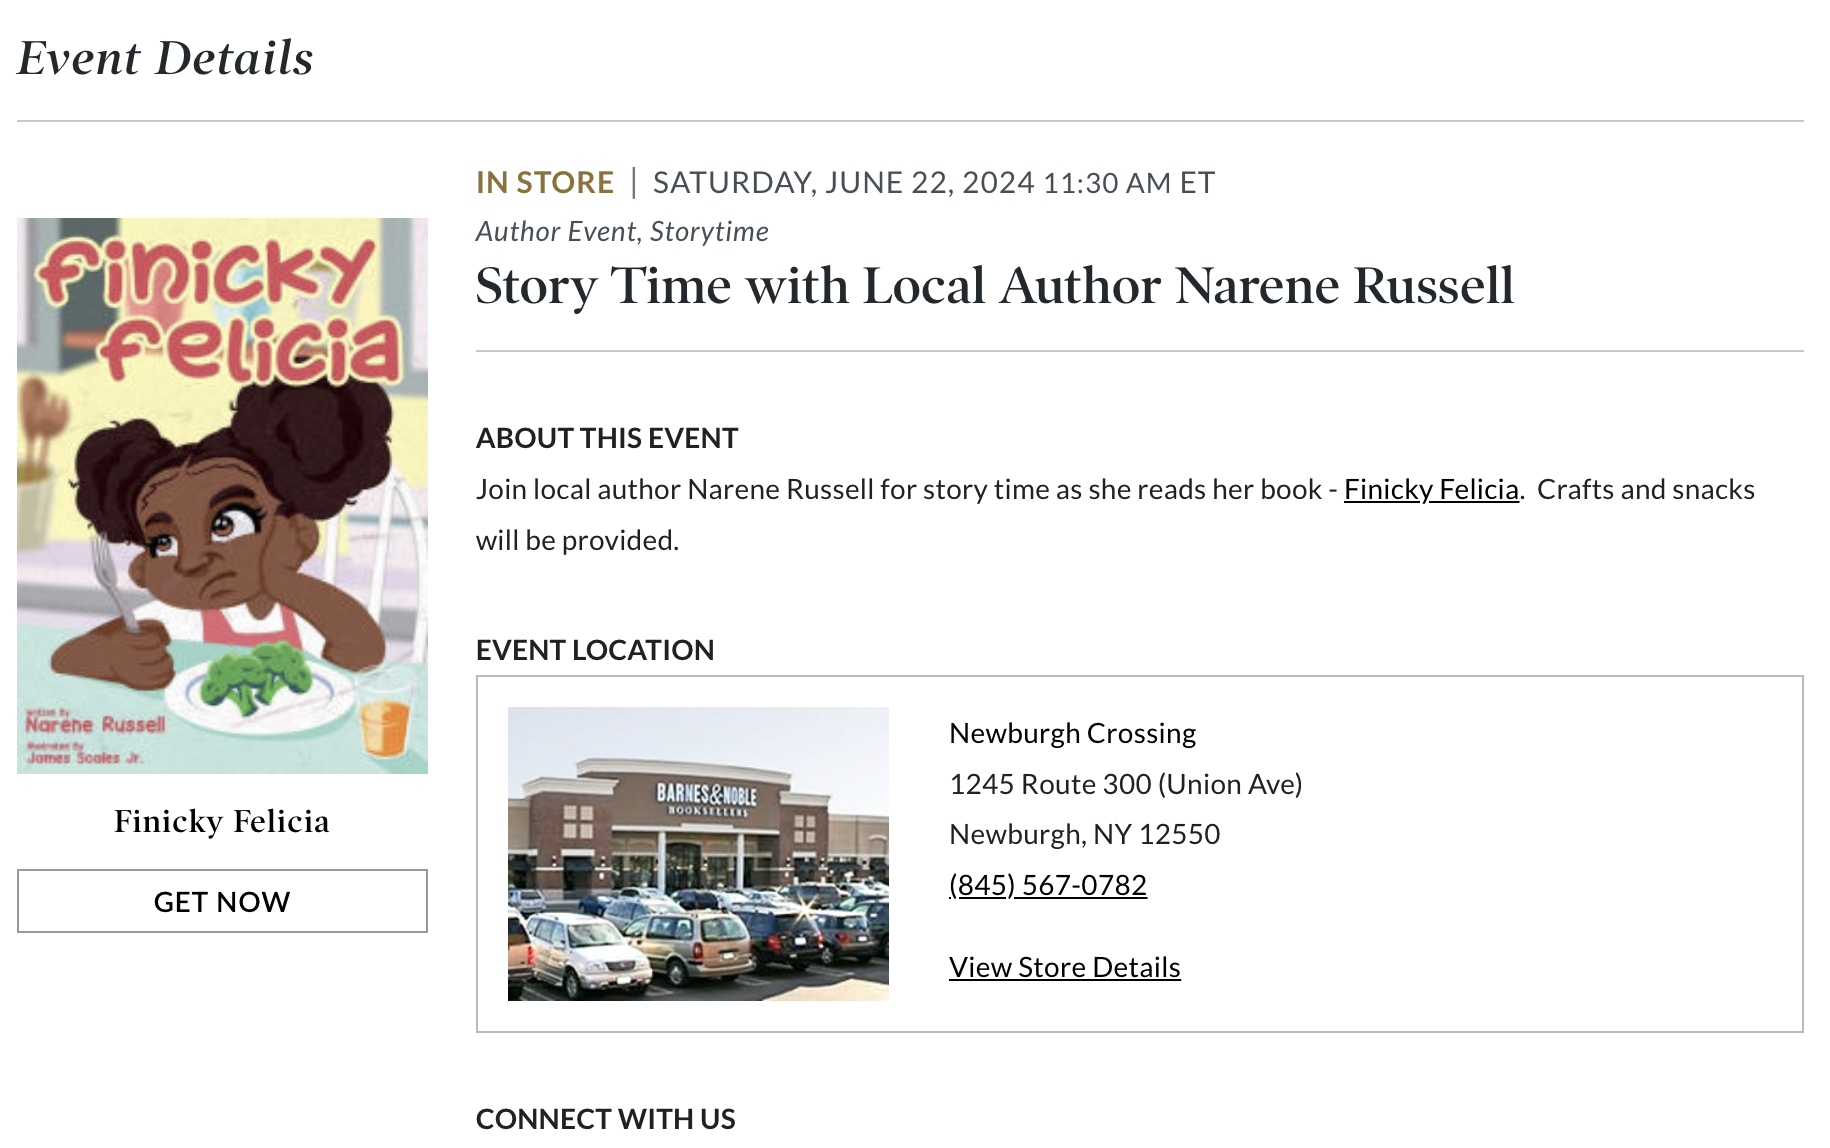 Event Details
IN STORE | SATURDAY, JUNE 22, 2024 11:30 AM ET
Author Event, Storytime
Story Time with Local Author Narene Russell
finicky
felicia
written by
Narene Russell
illustrated by
James Scales Jr.
Finicky Felicia
GET NOW
ABOUT THIS EVENT
Join local author Narene Russell for story time as she reads her book - Finicky Felicia.  Crafts and snacks
will be provided.
EVENT LOCATION
BARNES&NOBLE
BOOKSELLERS
Newburgh Crossing
1245 Route 300 (Union Ave)
Newburgh, NY 12550
(845) 567-0782
View Store Details
CONNECT WITH US